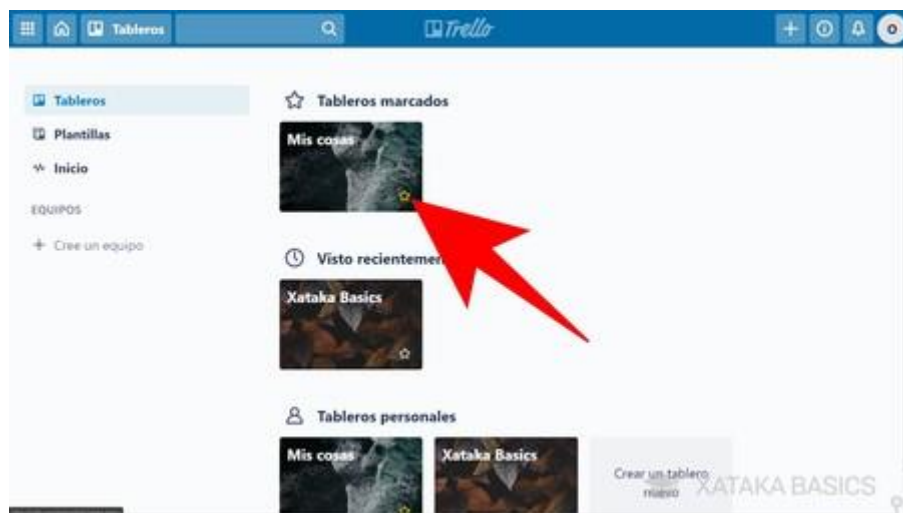 Tableros
Trello
Tableros
Plantillas
Inicio
EQUIPOS
Cree un equipo
Tableros marcados
Mis cosas
Visto recientemen
Xataka Basics
Tableros personales
Mis cosas
Xataka Basics
Crear un tablero
nuevo
XATAKA BASICS